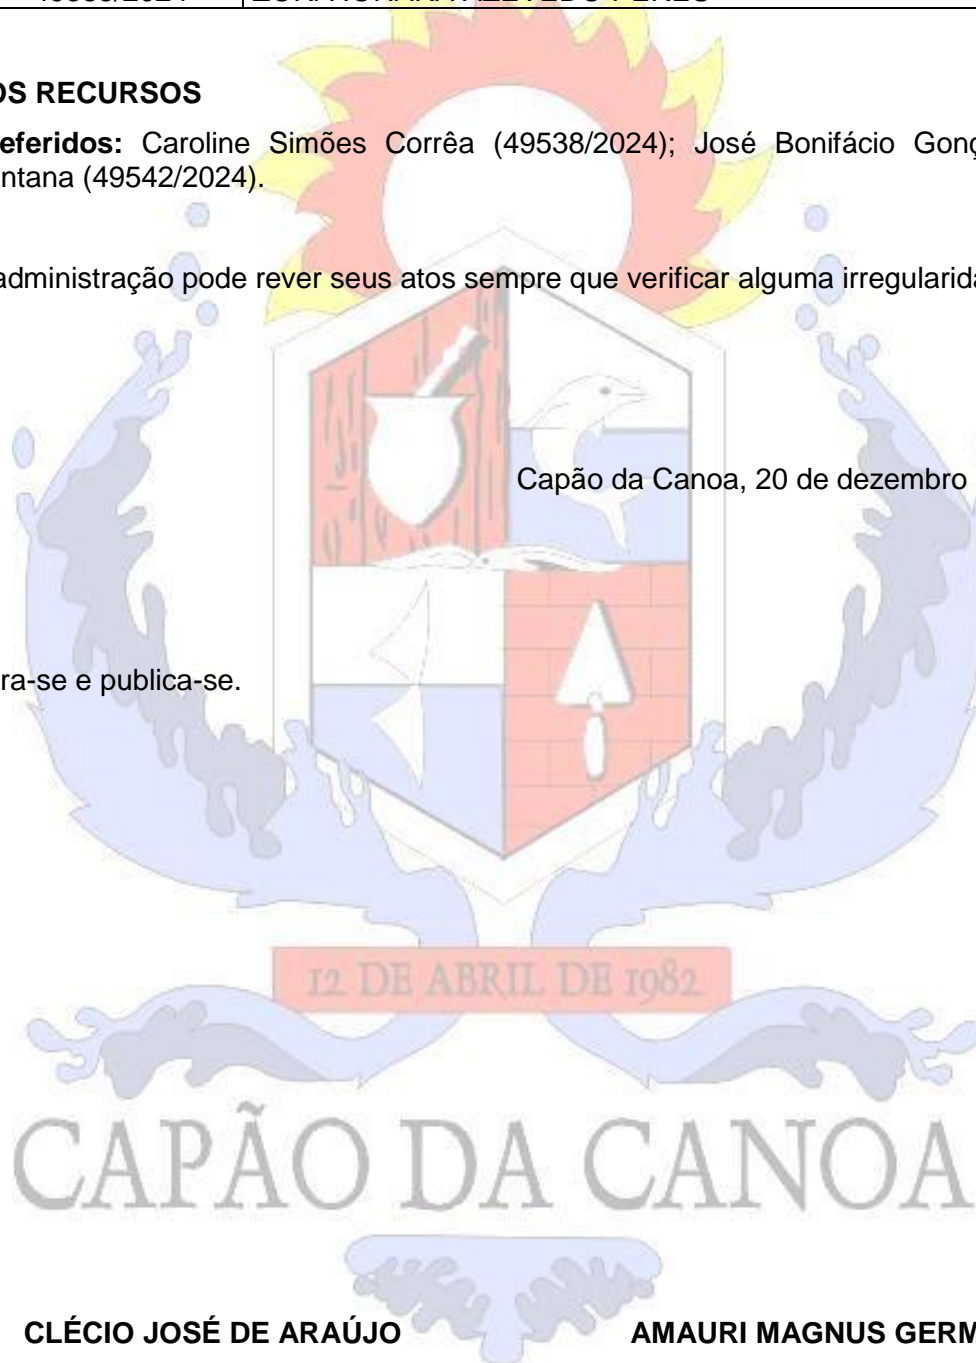 OS RECURSOS
eferidos: Caroline Simões Corrêa (49538/2024); José Bonifácio Gonç
ntana (49542/2024).
administração pode rever seus atos sempre que verificar alguma irregularida
Capão da Canoa, 20 de dezembro
ra-se e publica-se.
12 DE ABRIL DE 1982
CAPÃO DA CANOA
CLÉCIO JOSÉ DE ARAÚJO AMAURI MAGNUS GERM